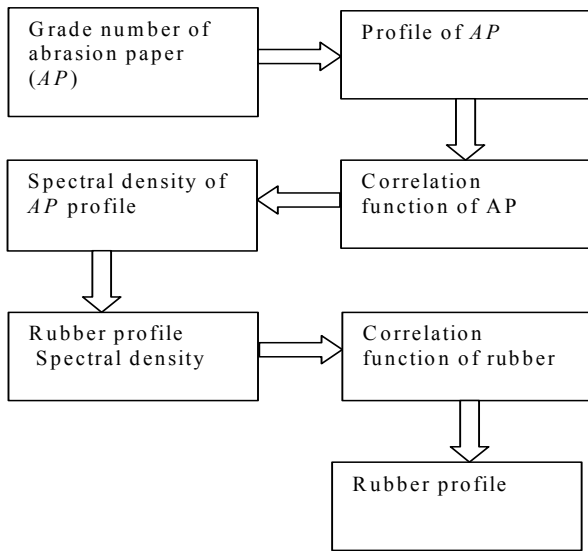 Grade number of
abrasion paper
(AP)
Profile of AP
Correlation
function of AP
Spectral density of
AP profile
Rubber profile
Spectral density
Correlation
function of rubber
Rubber profile